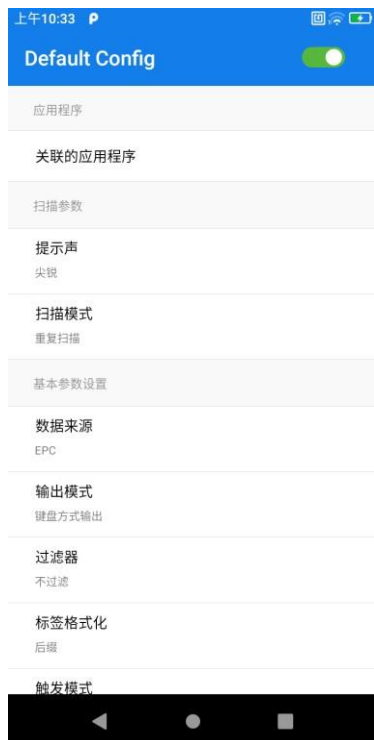 上午10:33
Default Config
应用程序
关联的应用程序
扫描参数
提示声
尖锐
扫描模式
重复扫描
基本参数设置
数据来源
EPC
输出模式
键盘方式输出
过滤器
不过滤
标签格式化
后缀
触发模式